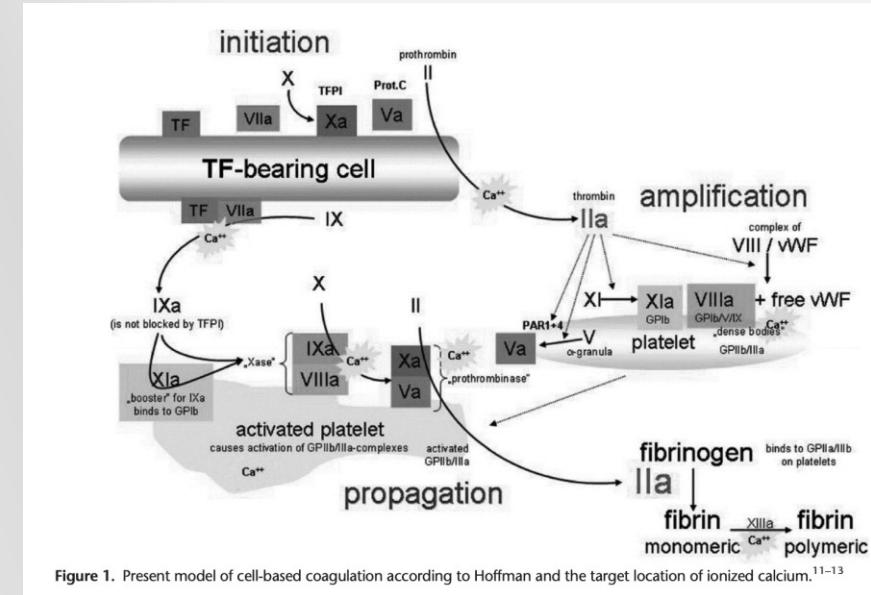 initiation
prothrombin
II
X
TFPI
Prot.C
TF
VIIa
Xa
Va
TF-bearing cell
Ca⁺⁺
thrombin
IIa
amplification
complex of
VIII / vWF
TF VIIa
IX
Ca⁺⁺
XI
XIa
GPIb
VIIIa
GPIb/V/IX
+ free vWF
Ca⁺⁺
„dense bodies"
platelet
GPIIb/IIIa
PAR1+4
V
α-granula
Va
IXa
(is not blocked by TFPI)
X
II
„Xase"
IXa
VIIIa
Ca⁺⁺
Xa
Va
Ca⁺⁺
„prothrombinase"
XIa
„booster" for IXa
binds to GPIb
activated platelet
causes activation of GPIIb/IIIa-complexes
activated
GPIIb/IIIa
Ca⁺⁺
propagation
fibrinogen
binds to GPIIa/IIIb
on platelets
IIa
fibrin
monomeric
XIIIa
Ca⁺⁺
fibrin
polymeric
Figure 1. Present model of cell-based coagulation according to Hoffman and the target location of ionized calcium.¹¹⁻¹³